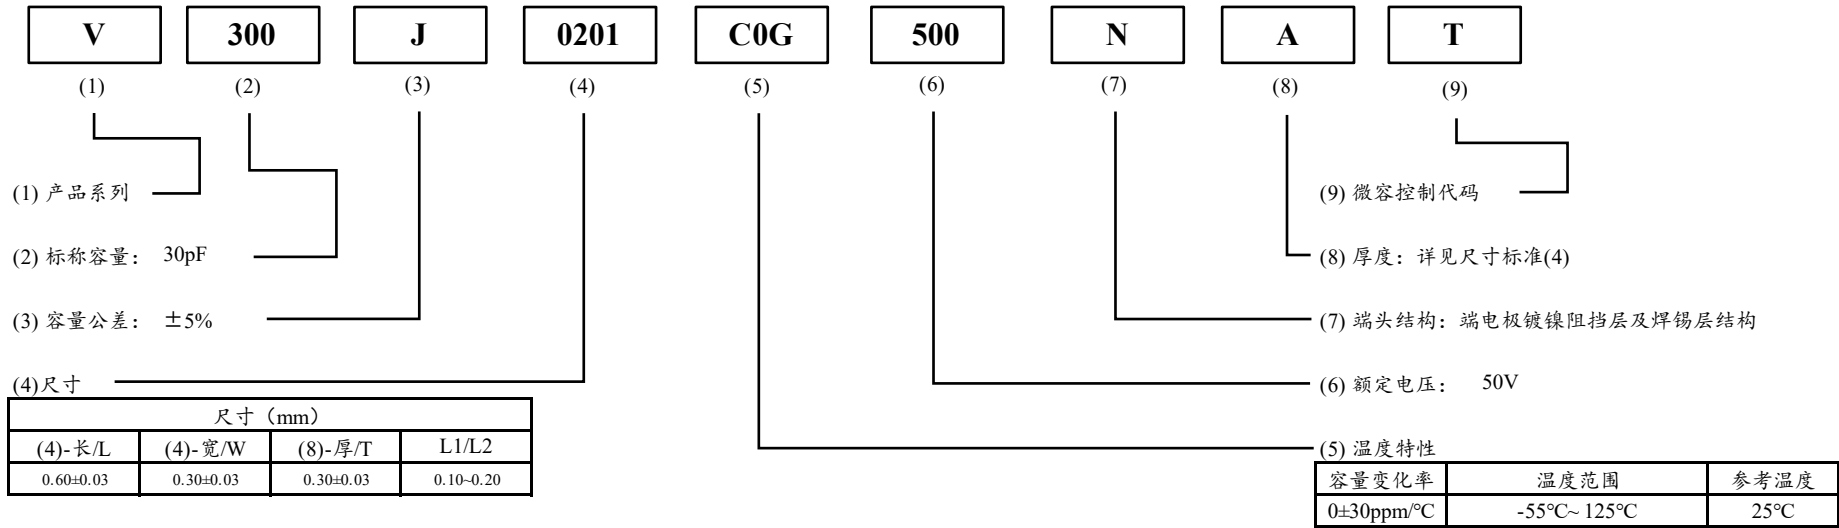 V 300 J 0201 C0G 500 N A T
(1) (2) (3) (4) (5) (6) (7) (8) (9)
(1) 产品系列
(9) 微容控制代码
(2) 标称容量： 30pF
(8) 厚度：详见尺寸标准(4)
(3) 容量公差： ±5%
(7) 端头结构：端电极镀镍阻挡层及焊锡层结构
(4)尺寸
(6) 额定电压： 50V
尺寸（mm）
(4)-长/L (4)-宽/W (8)-厚/T L1/L2
0.60±0.03 0.30±0.03 0.30±0.03 0.10~0.20
(5) 温度特性
容量变化率 温度范围 参考温度
0±30ppm/°C -55°C~ 125°C 25°C